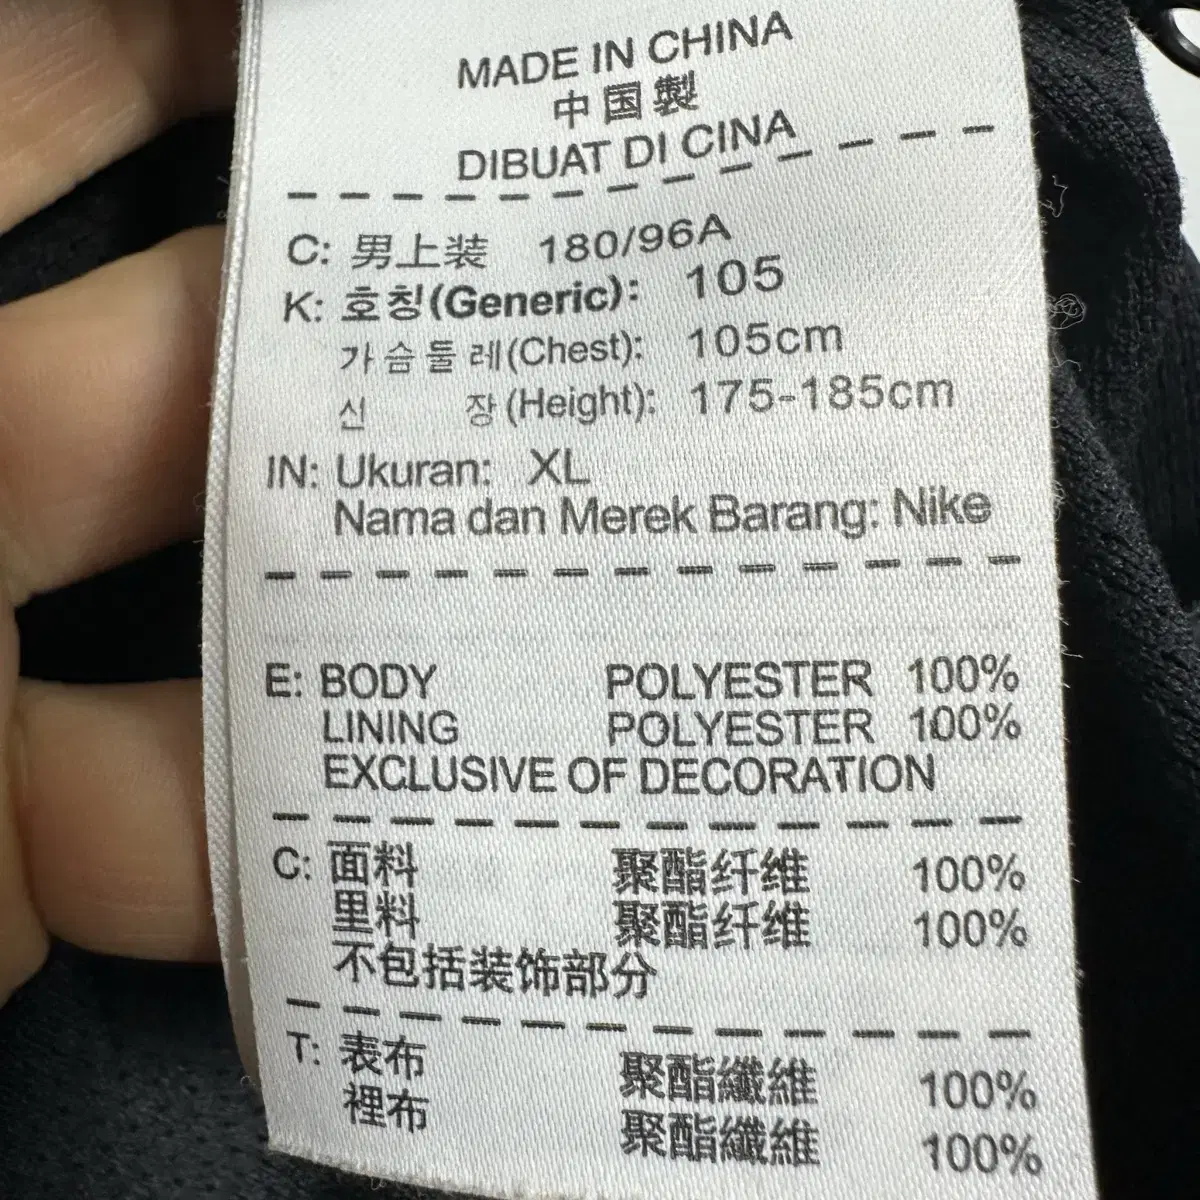 MADE IN CHINA
中国製
DIBUAT DI CINA
C: 男上装 180/96A
K: 호칭(Generic): 105
가슴둘레(Chest): 105cm
신 장(Height): 175-185cm
IN: Ukuran: XL
Nama dan Merek Barang: Nike
E: BODY POLYESTER 100%
LINING POLYESTER 100%
EXCLUSIVE OF DECORATION
C: 面料 聚酯纤维 100%
里料 聚酯纤维 100%
不包括装饰部分
T: 表布 聚酯纖維 100%
裡布 聚酯纖維 100%